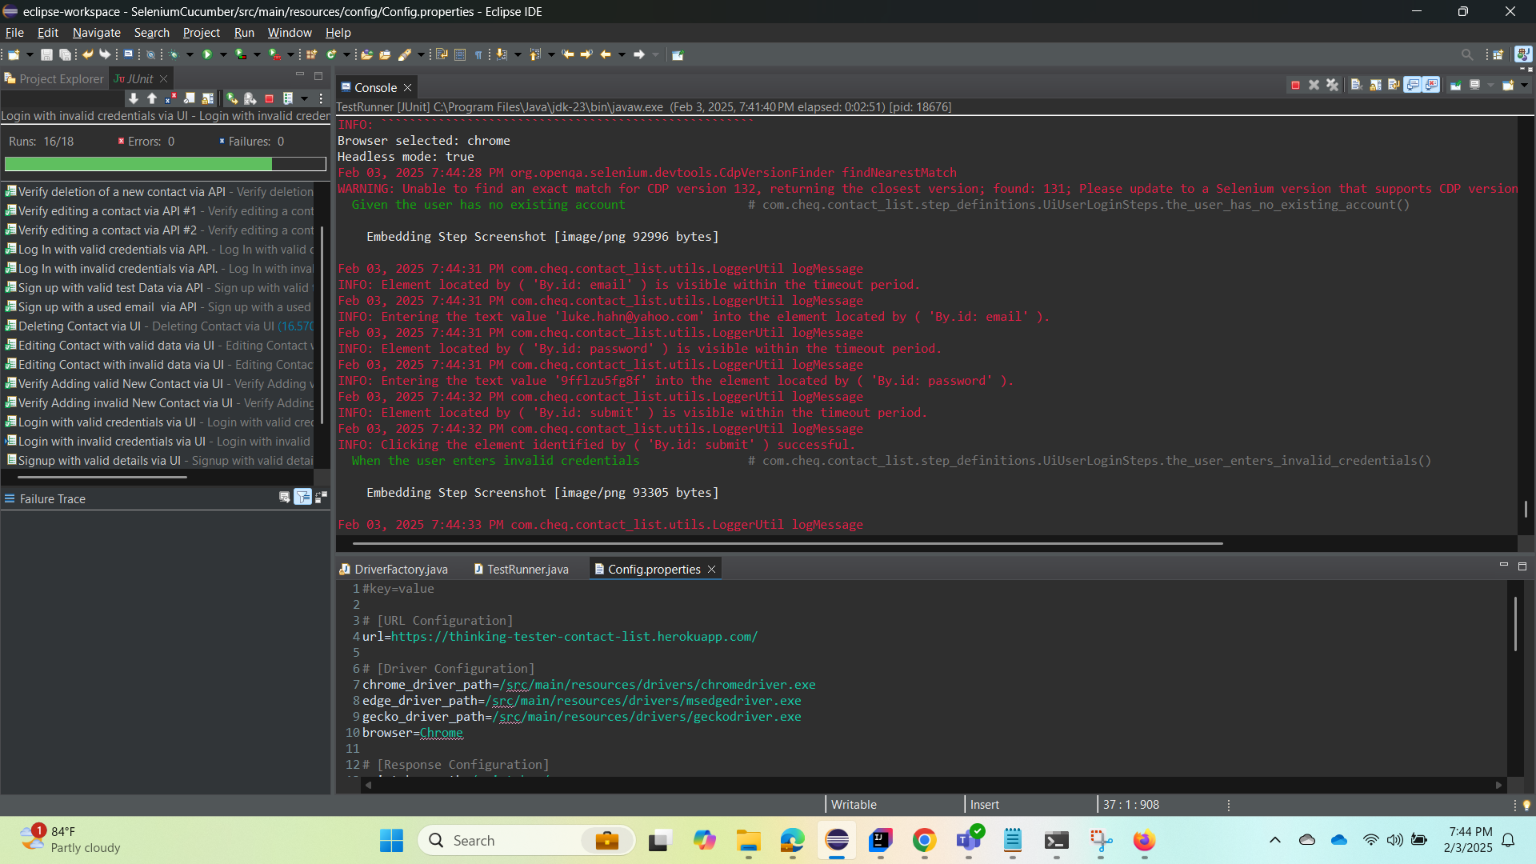 eclipse-workspace - SeleniumCucumber/src/main/resources/config/Config.properties - Eclipse IDE
File Edit Navigate Search Project Run Window Help
Project Explorer
JUnit
Console
TestRunner [JUnit] C:\Program Files\Java\jdk-23\bin\javaw.exe (Feb 3, 2025, 7:41:40 PM elapsed: 0:02:51) [pid: 18676]
Login with invalid credentials via UI - Login with invalid creder
Runs: 16/18
Errors: 0
Failures: 0
Verify deletion of a new contact via API - Verify deletion
Verify editing a contact via API #1 - Verify editing a cont
Verify editing a contact via API #2 - Verify editing a cont
Log In with valid credentials via API. - Log In with valid c
Log In with invalid credentials via API. - Log In with inva
Sign up with valid test Data via API - Sign up with valid
Sign up with a used email via API - Sign up with a used
Deleting Contact via UI - Deleting Contact via UI (16.570
Editing Contact with valid data via UI - Editing Contact v
Editing Contact with invalid data via UI - Editing Contac
Verify Adding valid New Contact via UI - Verify Adding v
Verify Adding invalid New Contact via UI - Verify Adding
Login with valid credentials via UI - Login with valid crec
Login with invalid credentials via UI - Login with invalid
Signup with valid details via UI - Signup with valid detai
Failure Trace
INFO:
Browser selected: chrome
Headless mode: true
Feb 03, 2025 7:44:28 PM org.openqa.selenium.devtools.CdpVersionFinder findNearestMatch
WARNING: Unable to find an exact match for CDP version 132, returning the closest version; found: 131; Please update to a Selenium version that supports CDP version
Given the user has no existing account # com.cheq.contact_list.step_definitions.UiUserLoginSteps.the_user_has_no_existing_account()
Embedding Step Screenshot [image/png 92996 bytes]
Feb 03, 2025 7:44:31 PM com.cheq.contact_list.utils.LoggerUtil logMessage
INFO: Element located by ( 'By.id: email' ) is visible within the timeout period.
Feb 03, 2025 7:44:31 PM com.cheq.contact_list.utils.LoggerUtil logMessage
INFO: Entering the text value 'luke.hahn@yahoo.com' into the element located by ( 'By.id: email' ).
Feb 03, 2025 7:44:31 PM com.cheq.contact_list.utils.LoggerUtil logMessage
INFO: Element located by ( 'By.id: password' ) is visible within the timeout period.
Feb 03, 2025 7:44:31 PM com.cheq.contact_list.utils.LoggerUtil logMessage
INFO: Entering the text value '9fflzu5fg8f' into the element located by ( 'By.id: password' ).
Feb 03, 2025 7:44:32 PM com.cheq.contact_list.utils.LoggerUtil logMessage
INFO: Element located by ( 'By.id: submit' ) is visible within the timeout period.
Feb 03, 2025 7:44:32 PM com.cheq.contact_list.utils.LoggerUtil logMessage
INFO: Clicking the element identified by ( 'By.id: submit' ) successful.
When the user enters invalid credentials # com.cheq.contact_list.step_definitions.UiUserLoginSteps.the_user_enters_invalid_credentials()
Embedding Step Screenshot [image/png 93305 bytes]
Feb 03, 2025 7:44:33 PM com.cheq.contact_list.utils.LoggerUtil logMessage
DriverFactory.java
TestRunner.java
Config.properties
1 #key=value
2
3 # [URL Configuration]
4 url=https://thinking-tester-contact-list.herokuapp.com/
5
6 # [Driver Configuration]
7 chrome_driver_path=/src/main/resources/drivers/chromedriver.exe
8 edge_driver_path=/src/main/resources/drivers/msedgedriver.exe
9 gecko_driver_path=/src/main/resources/drivers/geckodriver.exe
10 browser=Chrome
11
12 # [Response Configuration]
Writable
Insert
37 : 1 : 908
1
84°F
Partly cloudy
Search
7:44 PM
2/3/2025